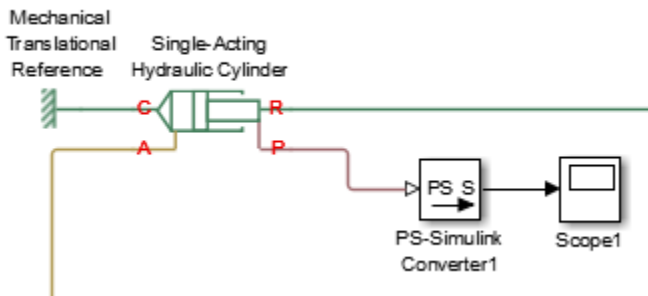 Mechanical
Translational
Reference
Single-Acting
Hydraulic Cylinder
C
R
A
P
PS S
PS-Simulink
Converter1
Scope1